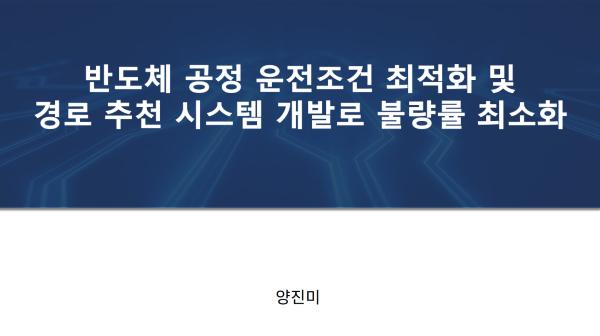 반도체 공정 운전조건 최적화 및
경로 추천 시스템 개발로 불량률 최소화
양진미